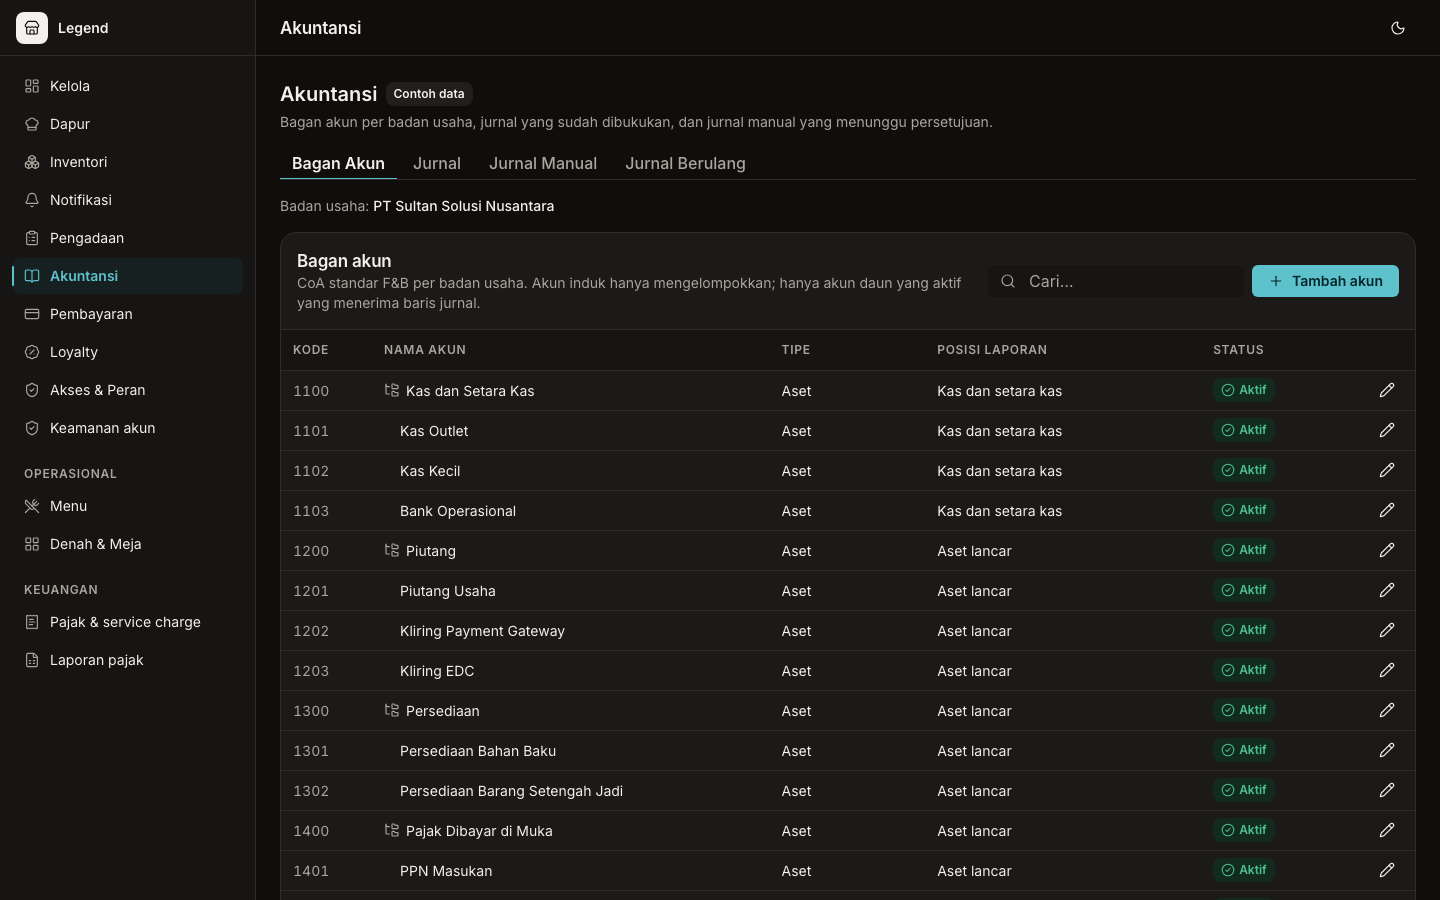 Legend
Akuntansi
Kelola
Dapur
Inventori
Notifikasi
Pengadaan
Akuntansi
Pembayaran
Loyalty
Akses & Peran
Keamanan akun
OPERASIONAL
Menu
Denah & Meja
KEUANGAN
Pajak & service charge
Laporan pajak
Akuntansi Contoh data
Bagan akun per badan usaha, jurnal yang sudah dibukukan, dan jurnal manual yang menunggu persetujuan.
Bagan Akun Jurnal Jurnal Manual Jurnal Berulang
Badan usaha: PT Sultan Solusi Nusantara
Bagan akun
CoA standar F&B per badan usaha. Akun induk hanya mengelompokkan; hanya akun daun yang aktif
yang menerima baris jurnal.
Cari...
Tambah akun
KODE NAMA AKUN TIPE POSISI LAPORAN STATUS
1100 Kas dan Setara Kas Aset Kas dan setara kas Aktif
1101 Kas Outlet Aset Kas dan setara kas Aktif
1102 Kas Kecil Aset Kas dan setara kas Aktif
1103 Bank Operasional Aset Kas dan setara kas Aktif
1200 Piutang Aset Aset lancar Aktif
1201 Piutang Usaha Aset Aset lancar Aktif
1202 Kliring Payment Gateway Aset Aset lancar Aktif
1203 Kliring EDC Aset Aset lancar Aktif
1300 Persediaan Aset Aset lancar Aktif
1301 Persediaan Bahan Baku Aset Aset lancar Aktif
1302 Persediaan Barang Setengah Jadi Aset Aset lancar Aktif
1400 Pajak Dibayar di Muka Aset Aset lancar Aktif
1401 PPN Masukan Aset Aset lancar Aktif